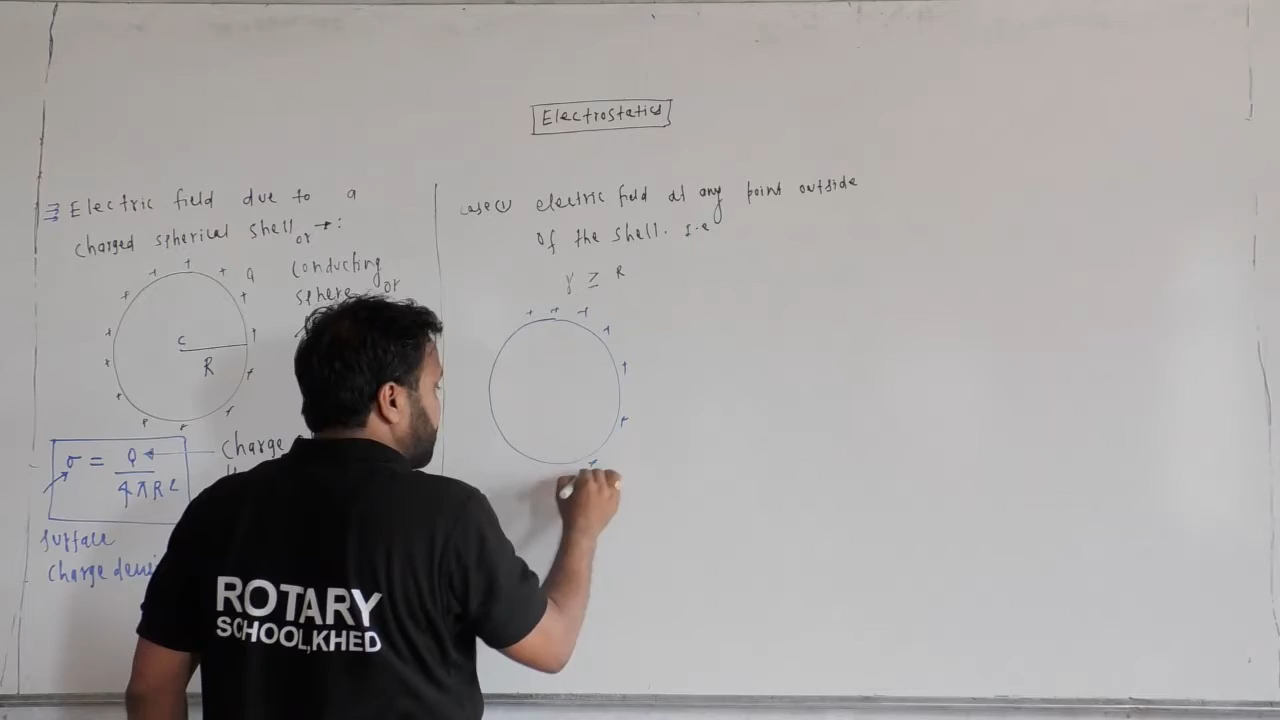 Electrostatics
Electric field due to a
charged spherical shell or →:
conducting
sphere or
+ + + Q
C
R
σ = Q / 4πR²
Charge
Surface
Charge
case ① electric field at any point outside
of the shell. I.e
r ≥ R
ROTARY
SCHOOL,KHED